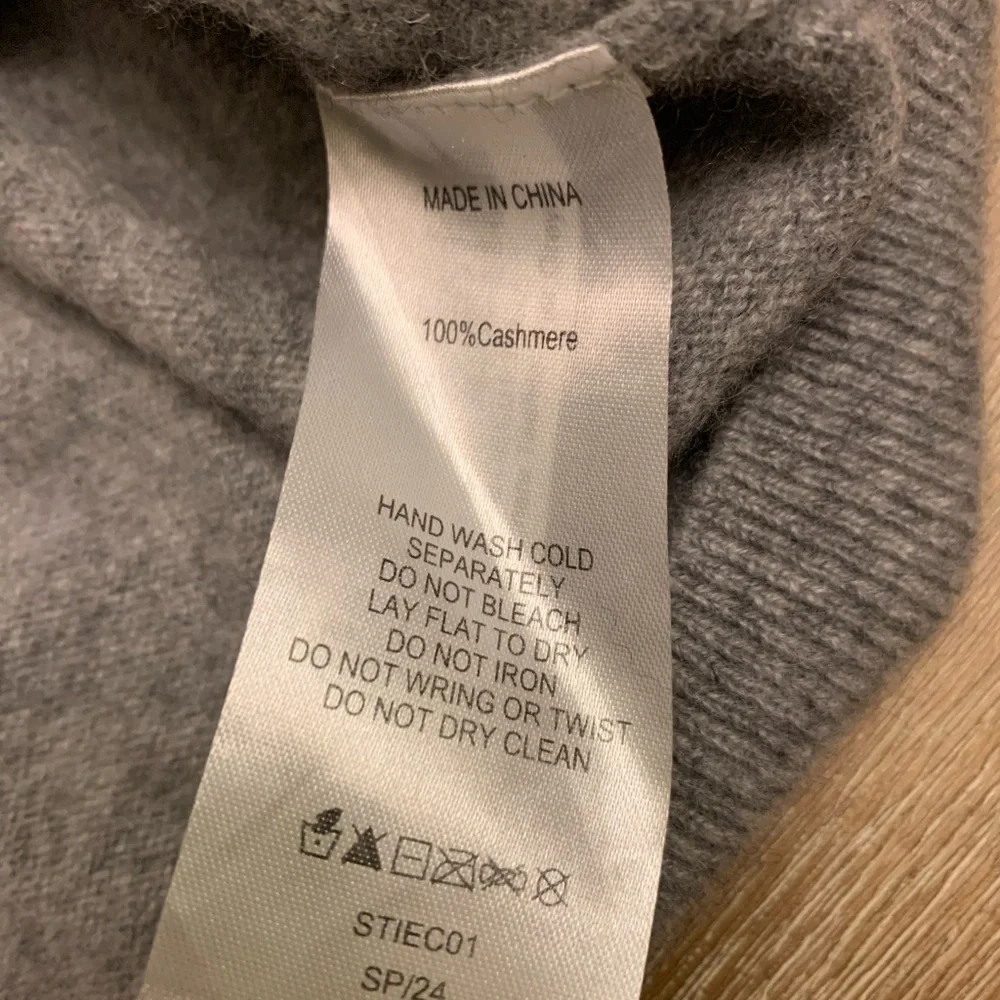 MADE IN CHINA
100%Cashmere
HAND WASH COLD
SEPARATELY
DO NOT BLEACH
LAY FLAT TO DRY
DO NOT IRON
DO NOT WRING OR TWIST
DO NOT DRY CLEAN
STIEC01
SP/24